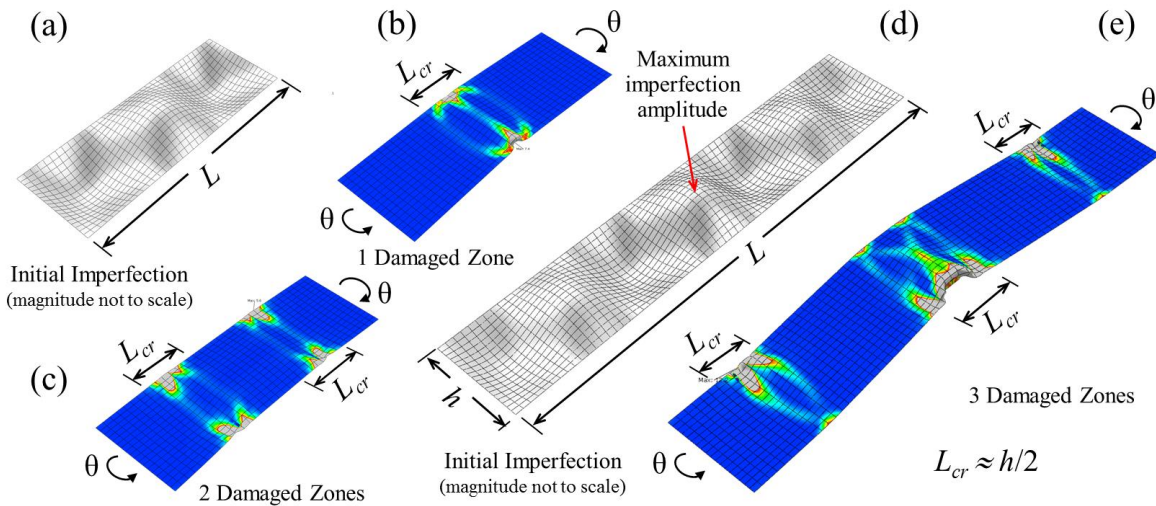 (a)
L
Initial Imperfection
(magnitude not to scale)
(b)
θ
L_cr
θ
1 Damaged Zone
(c)
θ
L_cr
L_cr
θ
2 Damaged Zones
(d)
Maximum
imperfection
amplitude
L
h
Initial Imperfection
(magnitude not to scale)
(e)
θ
L_cr
L_cr
L_cr
θ
3 Damaged Zones
L_cr ≈ h/2